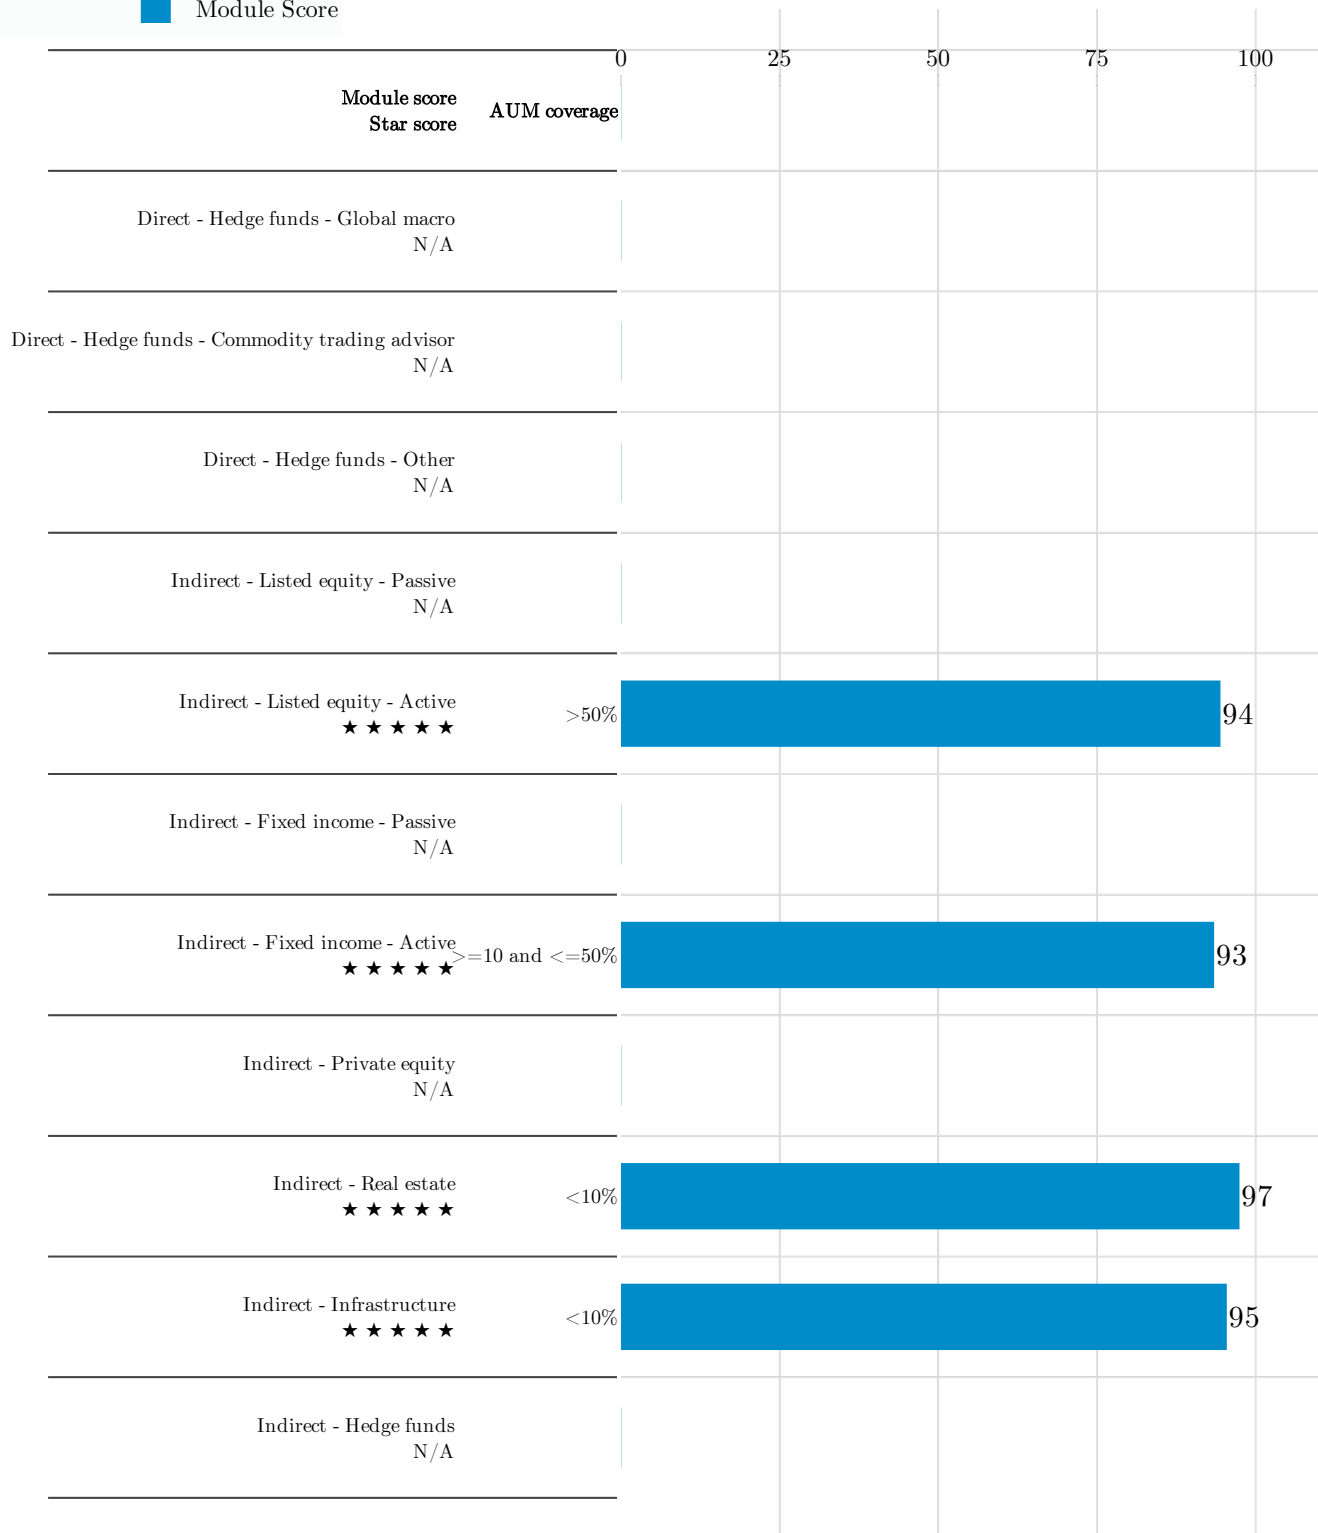 Module Score
0 25 50 75 100
Module score
Star score
AUM coverage
Direct - Hedge funds - Global macro
N/A
Direct - Hedge funds - Commodity trading advisor
N/A
Direct - Hedge funds - Other
N/A
Indirect - Listed equity - Passive
N/A
Indirect - Listed equity - Active
★ ★ ★ ★ ★
>50%
94
Indirect - Fixed income - Passive
N/A
Indirect - Fixed income - Active
★ ★ ★ ★ ★
>=10 and <=50%
93
Indirect - Private equity
N/A
Indirect - Real estate
★ ★ ★ ★ ★
<10%
97
Indirect - Infrastructure
★ ★ ★ ★ ★
<10%
95
Indirect - Hedge funds
N/A